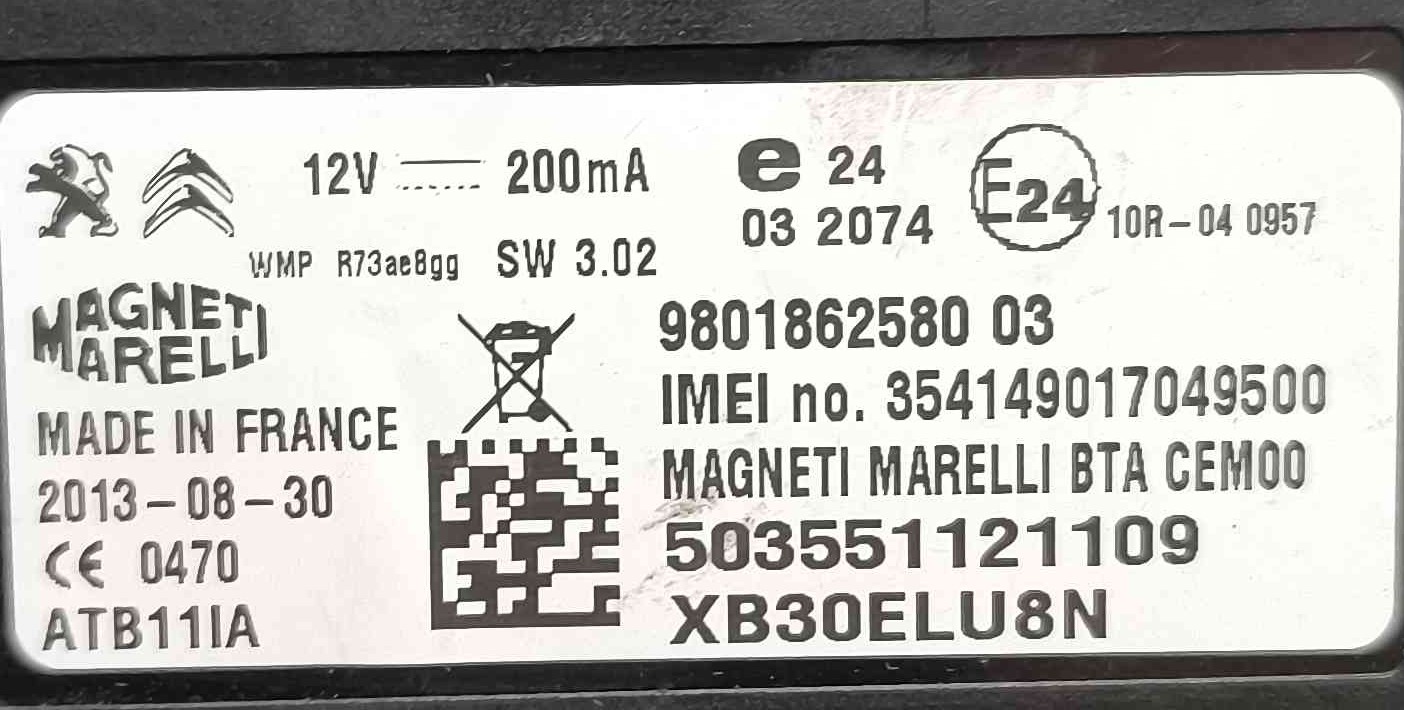 12V 200mA
e 24
03 2074
E24 10R-04 0957
WMP R73ae8gg SW 3.02
MAGNETI
MARELLI
9801862580 03
IMEI no. 354149017049500
MADE IN FRANCE
MAGNETI MARELLI BTA CEM00
2013-08-30
503551121109
CE 0470
XB30ELU8N
ATB11IA